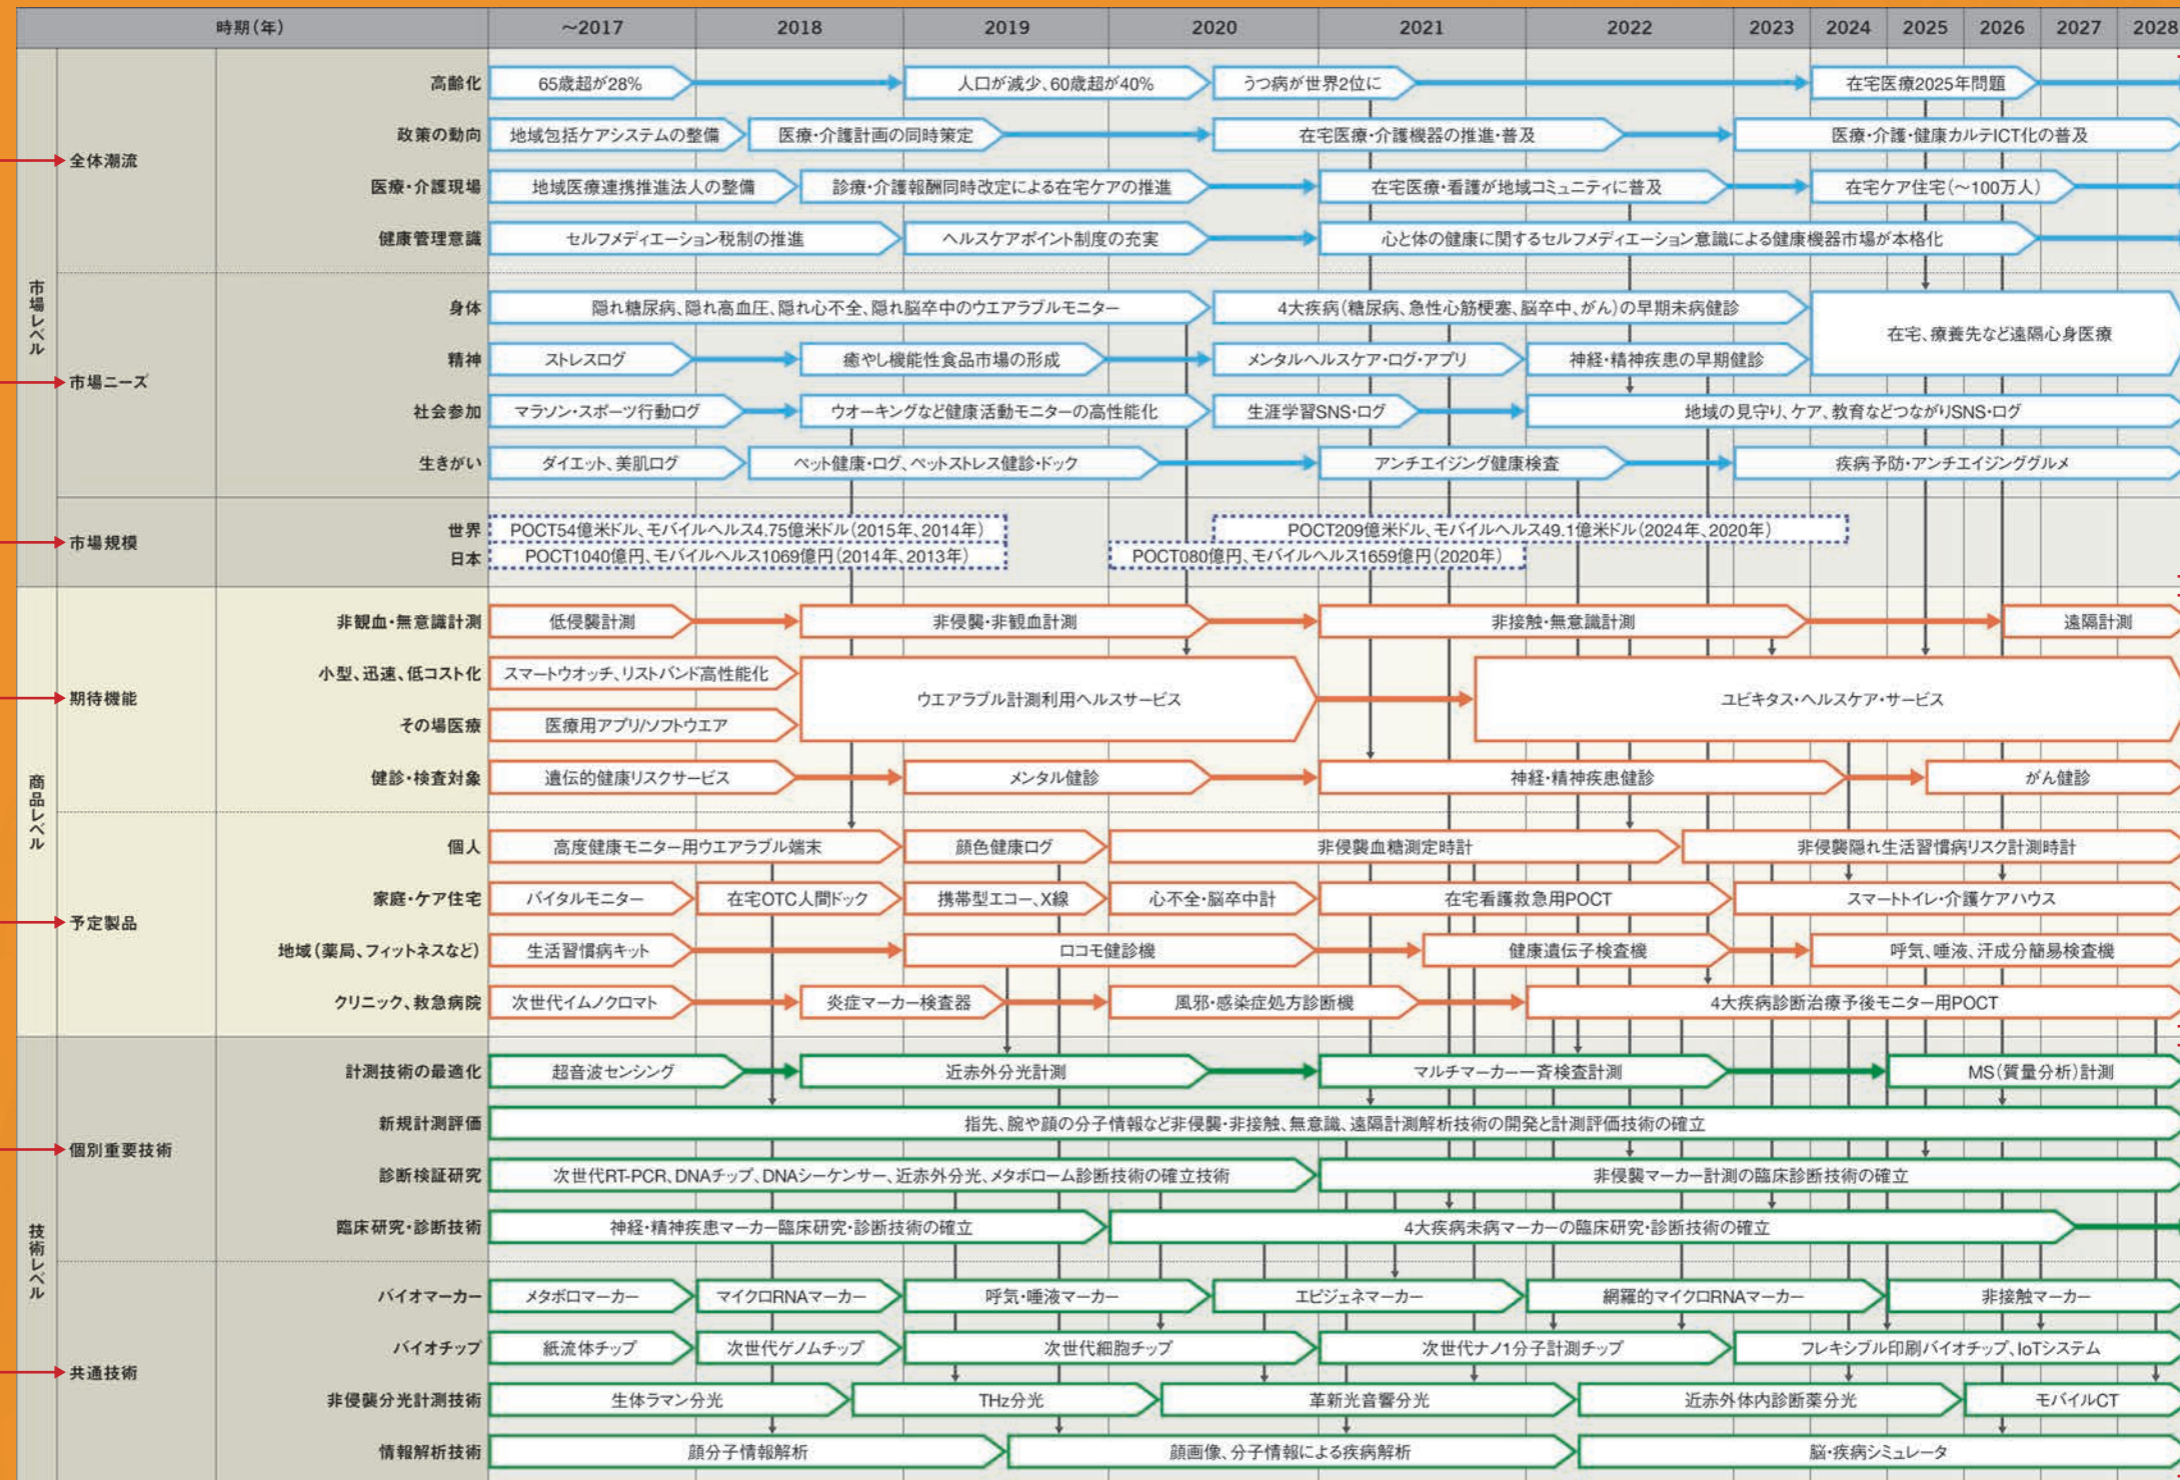 時期(年) ～2017 2018 2019 2020 2021 2022 2023 2024 2025 2026 2027 2028
市場レベル
全体潮流
高齢化 65歳超が28% 人口が減少、60歳超が40% うつ病が世界2位に 在宅医療2025年問題
政策の動向 地域包括ケアシステムの整備 医療・介護計画の同時策定 在宅医療・介護機器の推進・普及 医療・介護・健康カルテICT化の普及
医療・介護現場 地域医療連携推進法人の整備 診療・介護報酬同時改定による在宅ケアの推進 在宅医療・看護が地域コミュニティに普及 在宅ケア住宅(～100万人)
健康管理意識 セルフメディエーション税制の推進 ヘルスケアポイント制度の充実 心と体の健康に関するセルフメディエーション意識による健康機器市場が本格化
市場ニーズ
身体 隠れ糖尿病、隠れ高血圧、隠れ心不全、隠れ脳卒中のウエアラブルモニター 4大疾病(糖尿病、急性心筋梗塞、脳卒中、がん)の早期未病健診
在宅、療養先など遠隔心身医療
精神 ストレスログ 癒やし機能性食品市場の形成 メンタルヘルスケア・ログ・アプリ 神経・精神疾患の早期健診
社会参加 マラソン・スポーツ行動ログ ウオーキングなど健康活動モニターの高性能化 生涯学習SNS・ログ 地域の見守り、ケア、教育などつながりSNS・ログ
生きがい ダイエット、美肌ログ ペット健康・ログ、ペットストレス健診・ドック アンチエイジング健康検査 疾病予防・アンチエイジンググルメ
市場規模
世界 POCT54億米ドル、モバイルヘルス4.75億米ドル(2015年、2014年) POCT209億米ドル、モバイルヘルス49.1億米ドル(2024年、2020年)
日本 POCT1040億円、モバイルヘルス1069億円(2014年、2013年) POCT080億円、モバイルヘルス1659億円(2020年)
商品レベル
期待機能
非観血・無意識計測 低侵襲計測 非侵襲・非観血計測 非接触・無意識計測 遠隔計測
小型、迅速、低コスト化 スマートウオッチ、リストバンド高性能化
ウエアラブル計測利用ヘルスサービス ユビキタス・ヘルスケア・サービス
その場医療 医療用アプリ/ソフトウエア
健診・検査対象 遺伝的健康リスクサービス メンタル健診 神経・精神疾患健診 がん健診
予定製品
個人 高度健康モニター用ウエアラブル端末 顔色健康ログ 非侵襲血糖測定時計 非侵襲隠れ生活習慣病リスク計測時計
家庭・ケア住宅 バイタルモニター 在宅OTC人間ドック 携帯型エコー、X線 心不全・脳卒中計 在宅看護救急用POCT スマートトイレ・介護ケアハウス
地域(薬局、フィットネスなど) 生活習慣病キット ロコモ健診機 健康遺伝子検査機 呼気、唾液、汗成分簡易検査機
クリニック、救急病院 次世代イムノクロマト 炎症マーカー検査器 風邪・感染症処方診断機 4大疾病診断治療予後モニター用POCT
技術レベル
個別重要技術
計測技術の最適化 超音波センシング 近赤外分光計測 マルチマーカー一斉検査計測 MS(質量分析)計測
新規計測評価 指先、腕や顔の分子情報など非侵襲・非接触、無意識、遠隔計測解析技術の開発と計測評価技術の確立
診断検証研究 次世代RT-PCR、DNAチップ、DNAシーケンサー、近赤外分光、メタボローム診断技術の確立技術 非侵襲マーカー計測の臨床診断技術の確立
臨床研究・診断技術 神経・精神疾患マーカー臨床研究・診断技術の確立 4大疾病未病マーカーの臨床研究・診断技術の確立
共通技術
バイオマーカー メタボロマーカー マイクロRNAマーカー 呼気・唾液マーカー エピジェネマーカー 網羅的マイクロRNAマーカー 非接触マーカー
バイオチップ 紙流体チップ 次世代ゲノムチップ 次世代細胞チップ 次世代ナノ1分子計測チップ フレキシブル印刷バイオチップ、IoTシステム
非侵襲分光計測技術 生体ラマン分光 THz分光 革新光音響分光 近赤外体内診断薬分光 モバイルCT
情報解析技術 顔分子情報解析 顔画像、分子情報による疾病解析 脳・疾病シミュレータ